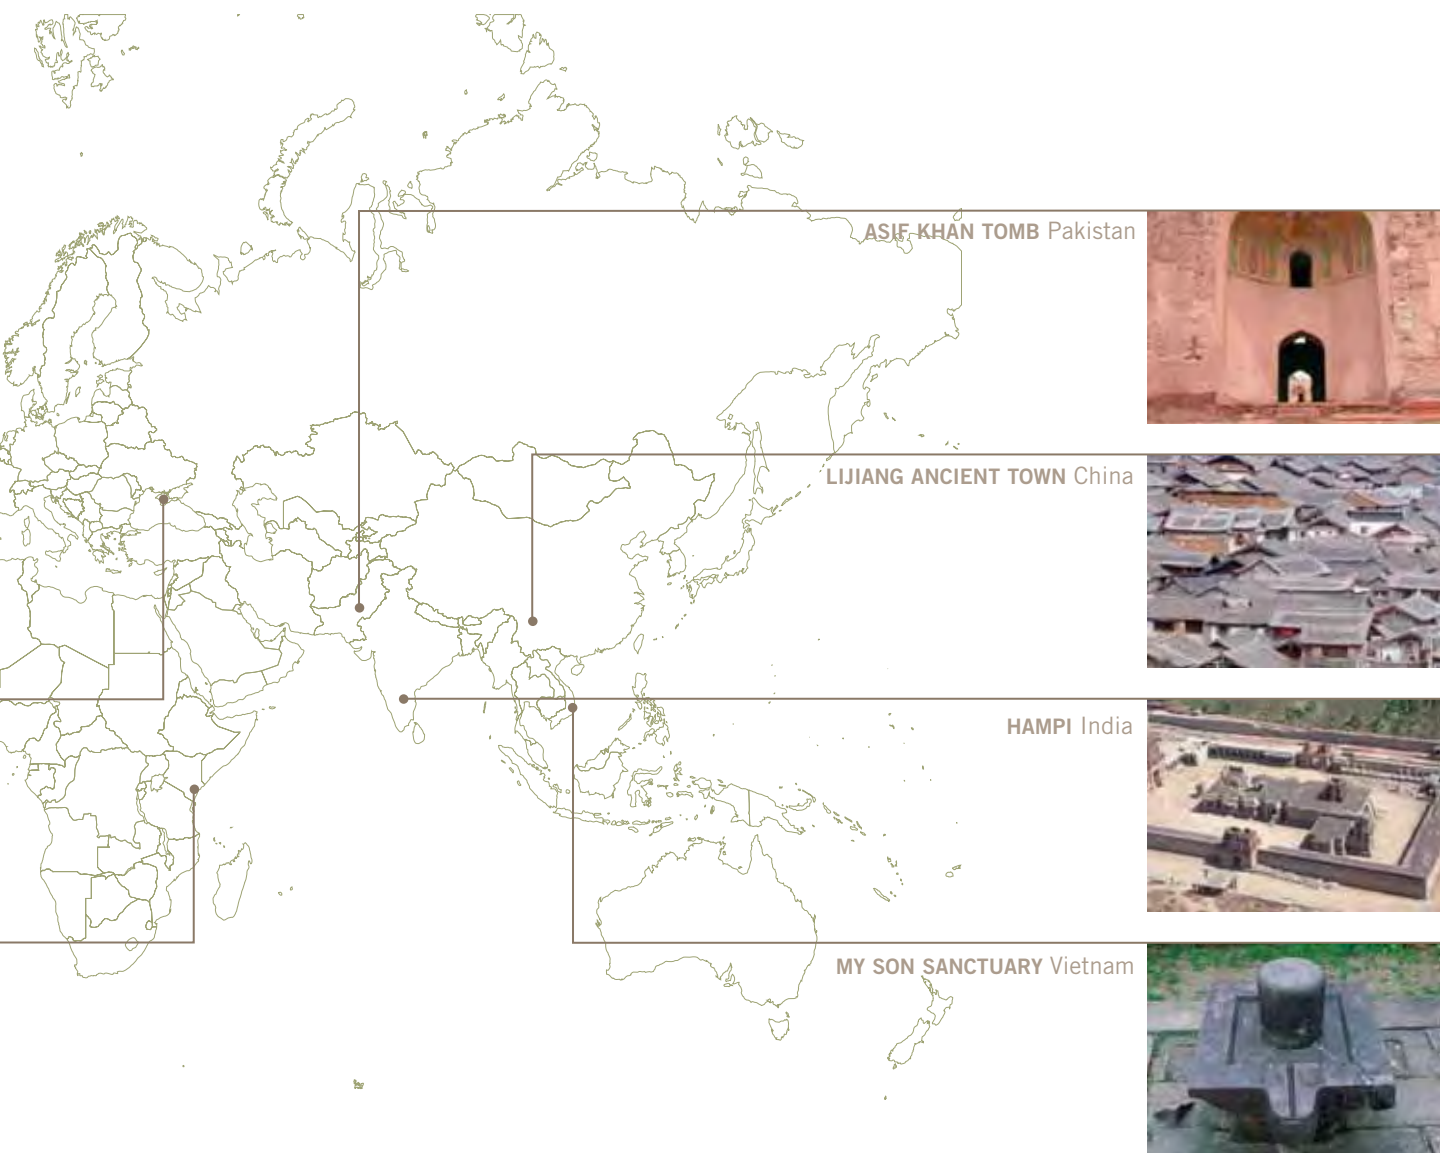 ASIF KHAN TOMB Pakistan
LIJIANG ANCIENT TOWN China
HAMPI India
MY SON SANCTUARY Vietnam